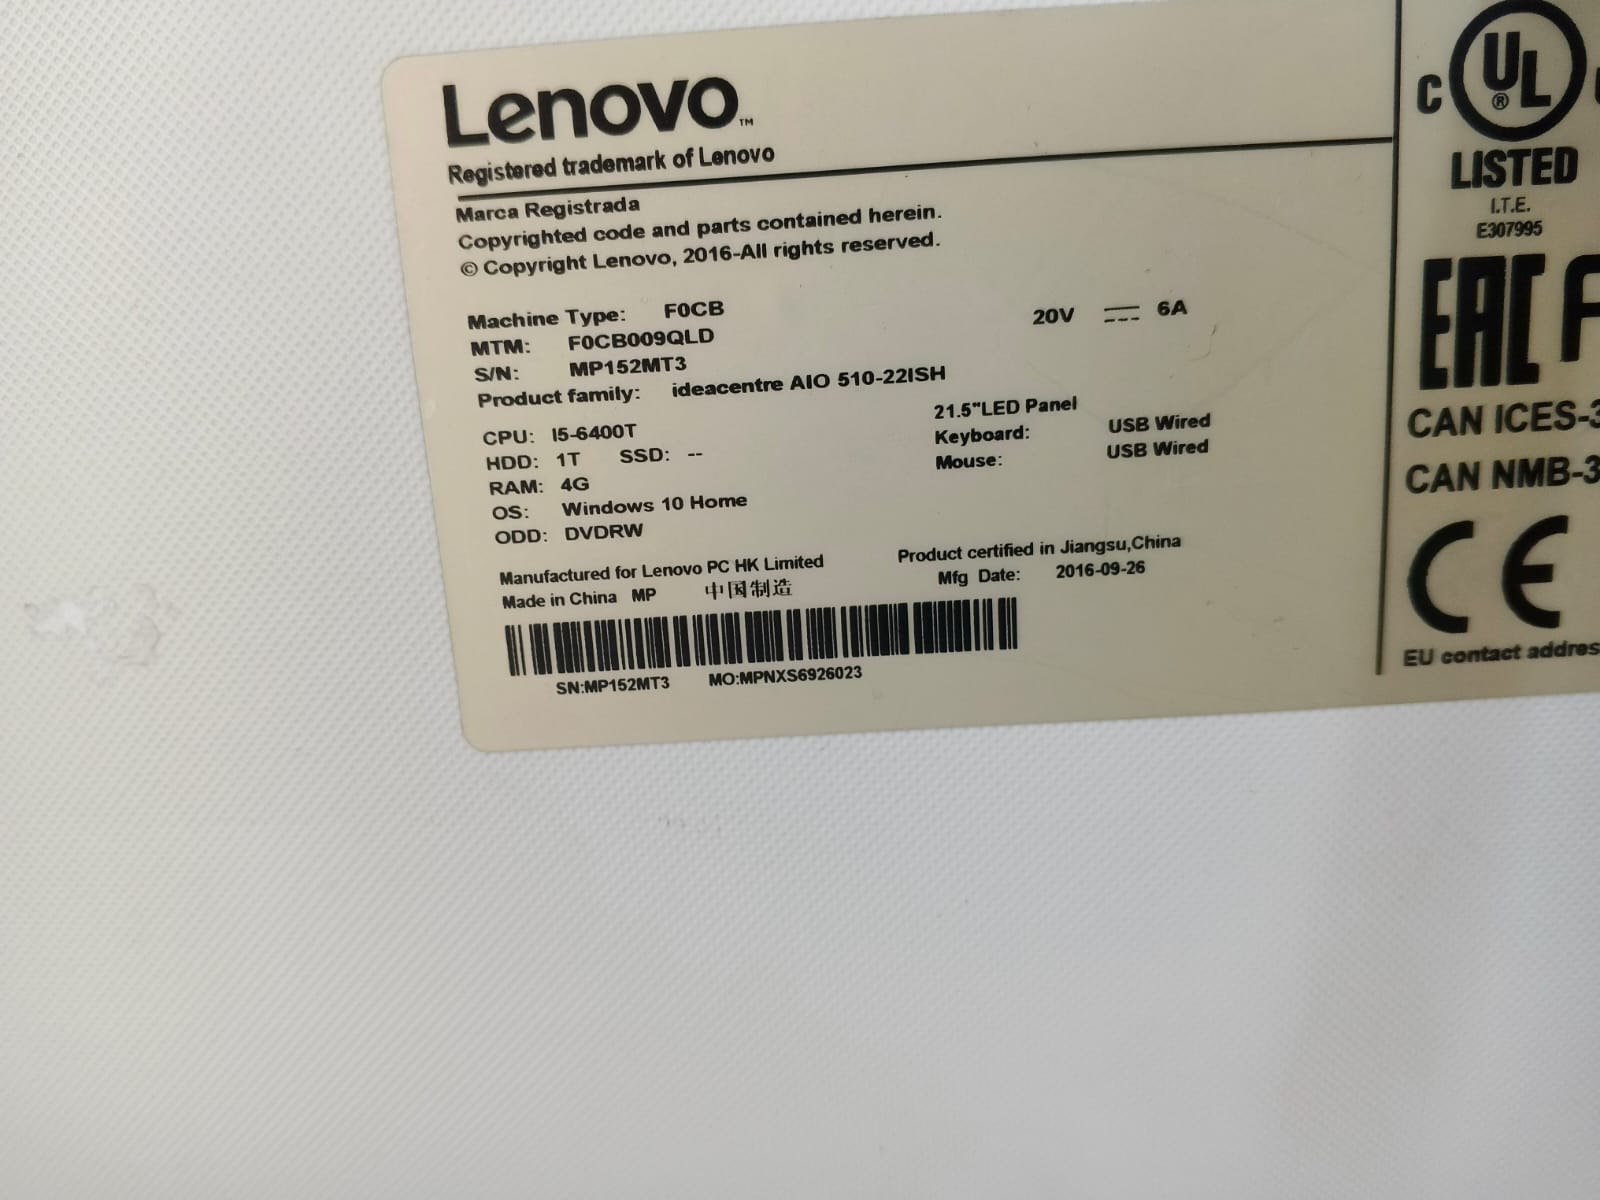 Lenovo™
Registered trademark of Lenovo
Marca Registrada
Copyrighted code and parts contained herein.
© Copyright Lenovo, 2016-All rights reserved.
Machine Type: F0CB
20V ⎓ 6A
MTM: F0CB009QLD
S/N: MP152MT3
Product family: ideacentre AIO 510-22ISH
CPU: I5-6400T
HDD: 1T SSD: --
RAM: 4G
OS: Windows 10 Home
ODD: DVDRW
21.5"LED Panel
Keyboard: USB Wired
Mouse: USB Wired
Manufactured for Lenovo PC HK Limited
Made in China MP 中国制造
Product certified in Jiangsu,China
Mfg Date: 2016-09-26
SN:MP152MT3 MO:MPNXS6926023
C UL ®
LISTED
I.T.E.
E307995
EAC
CAN ICES-3
CAN NMB-3
CE
EU contact